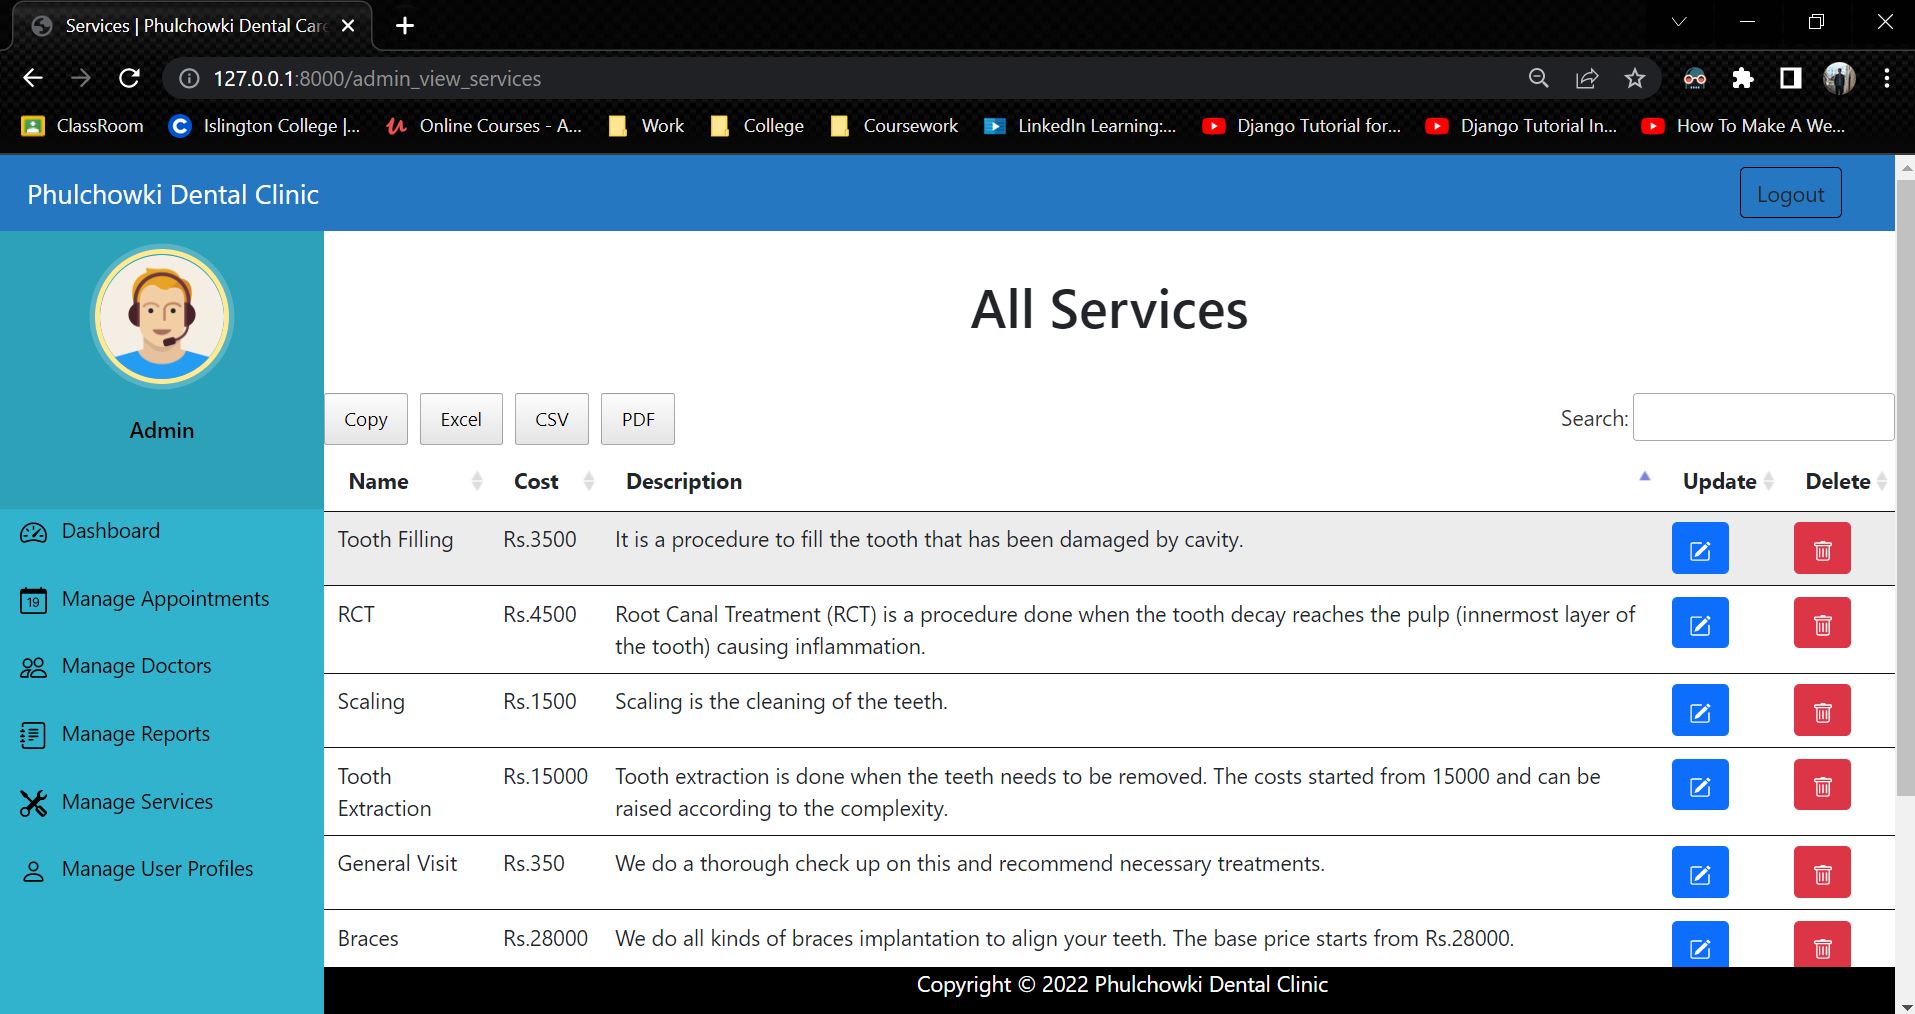 Services | Phulchowki Dental Care
127.0.0.1:8000/admin_view_services
ClassRoom
Islington College |...
Online Courses - A...
Work
College
Coursework
LinkedIn Learning:...
Django Tutorial for...
Django Tutorial In...
How To Make A We...
Phulchowki Dental Clinic
Logout
Admin
Dashboard
19
Manage Appointments
Manage Doctors
Manage Reports
Manage Services
Manage User Profiles
All Services
Copy Excel CSV PDF
Search:
Name Cost Description Update Delete
Tooth Filling Rs.3500 It is a procedure to fill the tooth that has been damaged by cavity.
RCT Rs.4500 Root Canal Treatment (RCT) is a procedure done when the tooth decay reaches the pulp (innermost layer of
the tooth) causing inflammation.
Scaling Rs.1500 Scaling is the cleaning of the teeth.
Tooth Rs.15000 Tooth extraction is done when the teeth needs to be removed. The costs started from 15000 and can be
Extraction raised according to the complexity.
General Visit Rs.350 We do a thorough check up on this and recommend necessary treatments.
Braces Rs.28000 We do all kinds of braces implantation to align your teeth. The base price starts from Rs.28000.
Copyright © 2022 Phulchowki Dental Clinic